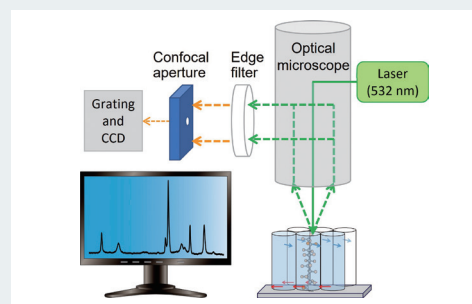 Confocal
aperture
Edge
filter
Optical
microscope
Laser
(532 nm)
Grating
and
CCD